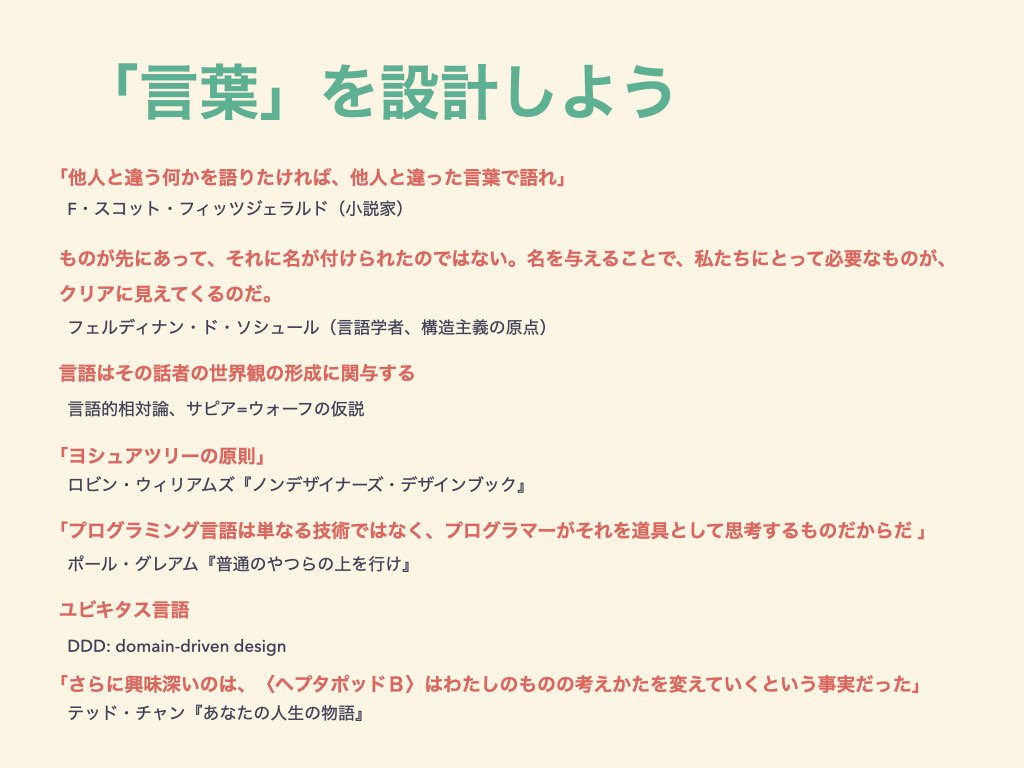 「言葉」を設計しよう
「他人と違う何かを語りたければ、他人と違った言葉で語れ」
F・スコット・フィッツジェラルド（小説家）
ものが先にあって、それに名が付けられたのではない。名を与えることで、私たちにとって必要なものが、
クリアに見えてくるのだ。
フェルディナン・ド・ソシュール（言語学者、構造主義の原点）
言語はその話者の世界観の形成に関与する
言語的相対論、サピア=ウォーフの仮説
「ヨシュアツリーの原則」
ロビン・ウィリアムズ『ノンデザイナーズ・デザインブック』
「プログラミング言語は単なる技術ではなく、プログラマーがそれを道具として思考するものだからだ 」
ポール・グレアム『普通のやつらの上を行け』
ユビキタス言語
DDD: domain-driven design
「さらに興味深いのは、〈ヘプタポッドＢ〉はわたしのものの考えかたを変えていくという事実だった」
テッド・チャン『あなたの人生の物語』